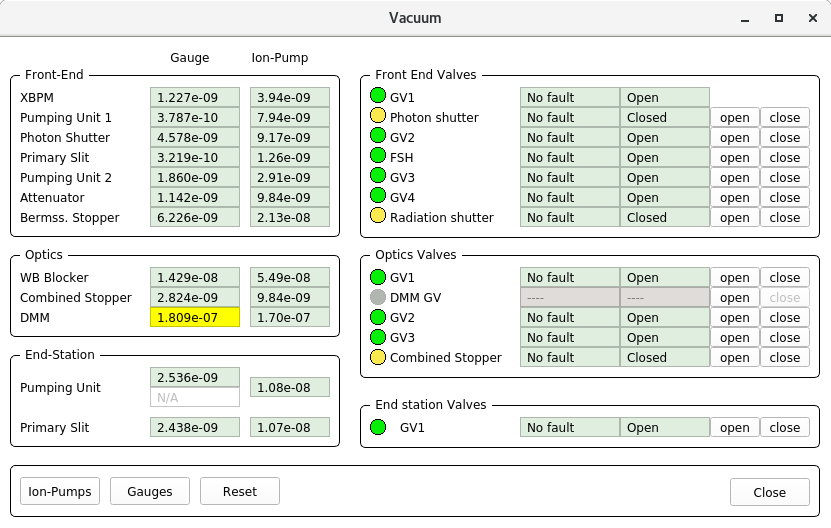 Vacuum
Gauge Ion-Pump
Front-End
XBPM 1.227e-09 3.94e-09
Pumping Unit 1 3.787e-10 7.94e-09
Photon Shutter 4.578e-09 9.17e-09
Primary Slit 3.219e-10 1.26e-09
Pumping Unit 2 1.860e-09 2.91e-09
Attenuator 1.142e-09 9.84e-09
Bermss. Stopper 6.226e-09 2.13e-08
Optics
WB Blocker 1.429e-08 5.49e-08
Combined Stopper 2.824e-09 9.84e-09
DMM 1.809e-07 1.70e-07
End-Station
Pumping Unit 2.536e-09 1.08e-08
N/A
Primary Slit 2.438e-09 1.07e-08
Front End Valves
GV1 No fault Open
Photon shutter No fault Closed open close
GV2 No fault Open open close
FSH No fault Open open close
GV3 No fault Open open close
GV4 No fault Open open close
Radiation shutter No fault Closed open close
Optics Valves
GV1 No fault Open open close
DMM GV ---- ---- open close
GV2 No fault Open open close
GV3 No fault Open open close
Combined Stopper No fault Closed open close
End station Valves
GV1 No fault Open open close
Ion-Pumps Gauges Reset Close